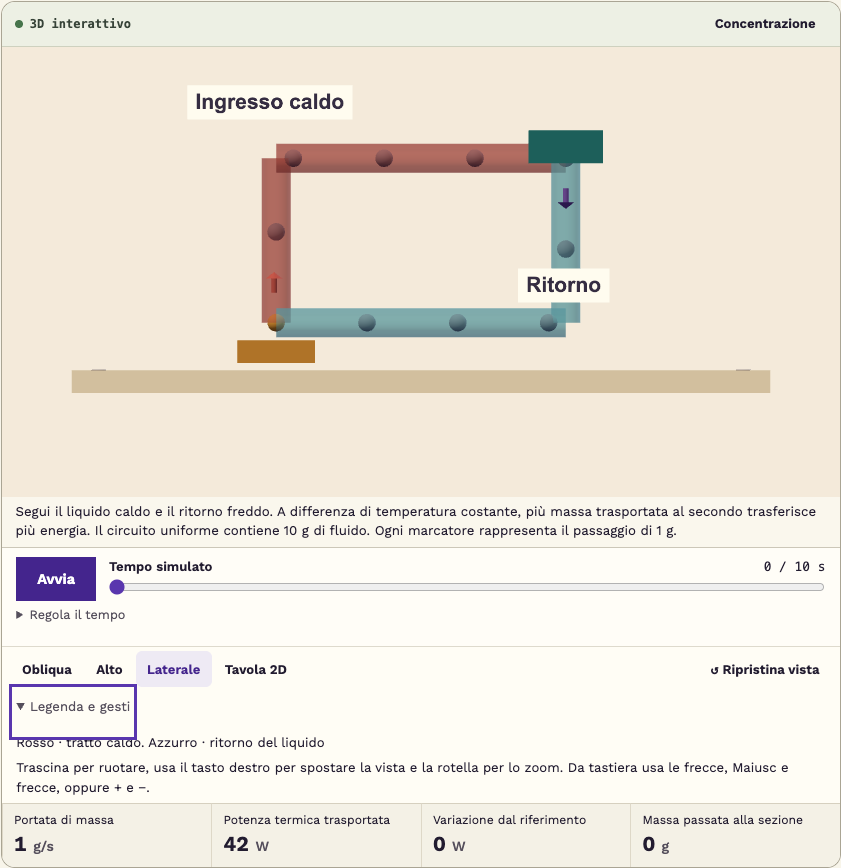 3D interattivo
Concentrazione
Ingresso caldo
Ritorno
Segui il liquido caldo e il ritorno freddo. A differenza di temperatura costante, più massa trasportata al secondo trasferisce
più energia. Il circuito uniforme contiene 10 g di fluido. Ogni marcatore rappresenta il passaggio di 1 g.
Avvia
Tempo simulato
0 / 10 s
▶ Regola il tempo
Obliqua
Alto
Laterale
Tavola 2D
↺ Ripristina vista
▼ Legenda e gesti
Rosso · tratto caldo. Azzurro · ritorno del liquido
Trascina per ruotare, usa il tasto destro per spostare la vista e la rotella per lo zoom. Da tastiera usa le frecce, Maiusc e
frecce, oppure + e −.
Portata di massa
1 g/s
Potenza termica trasportata
42 W
Variazione dal riferimento
0 W
Massa passata alla sezione
0 g